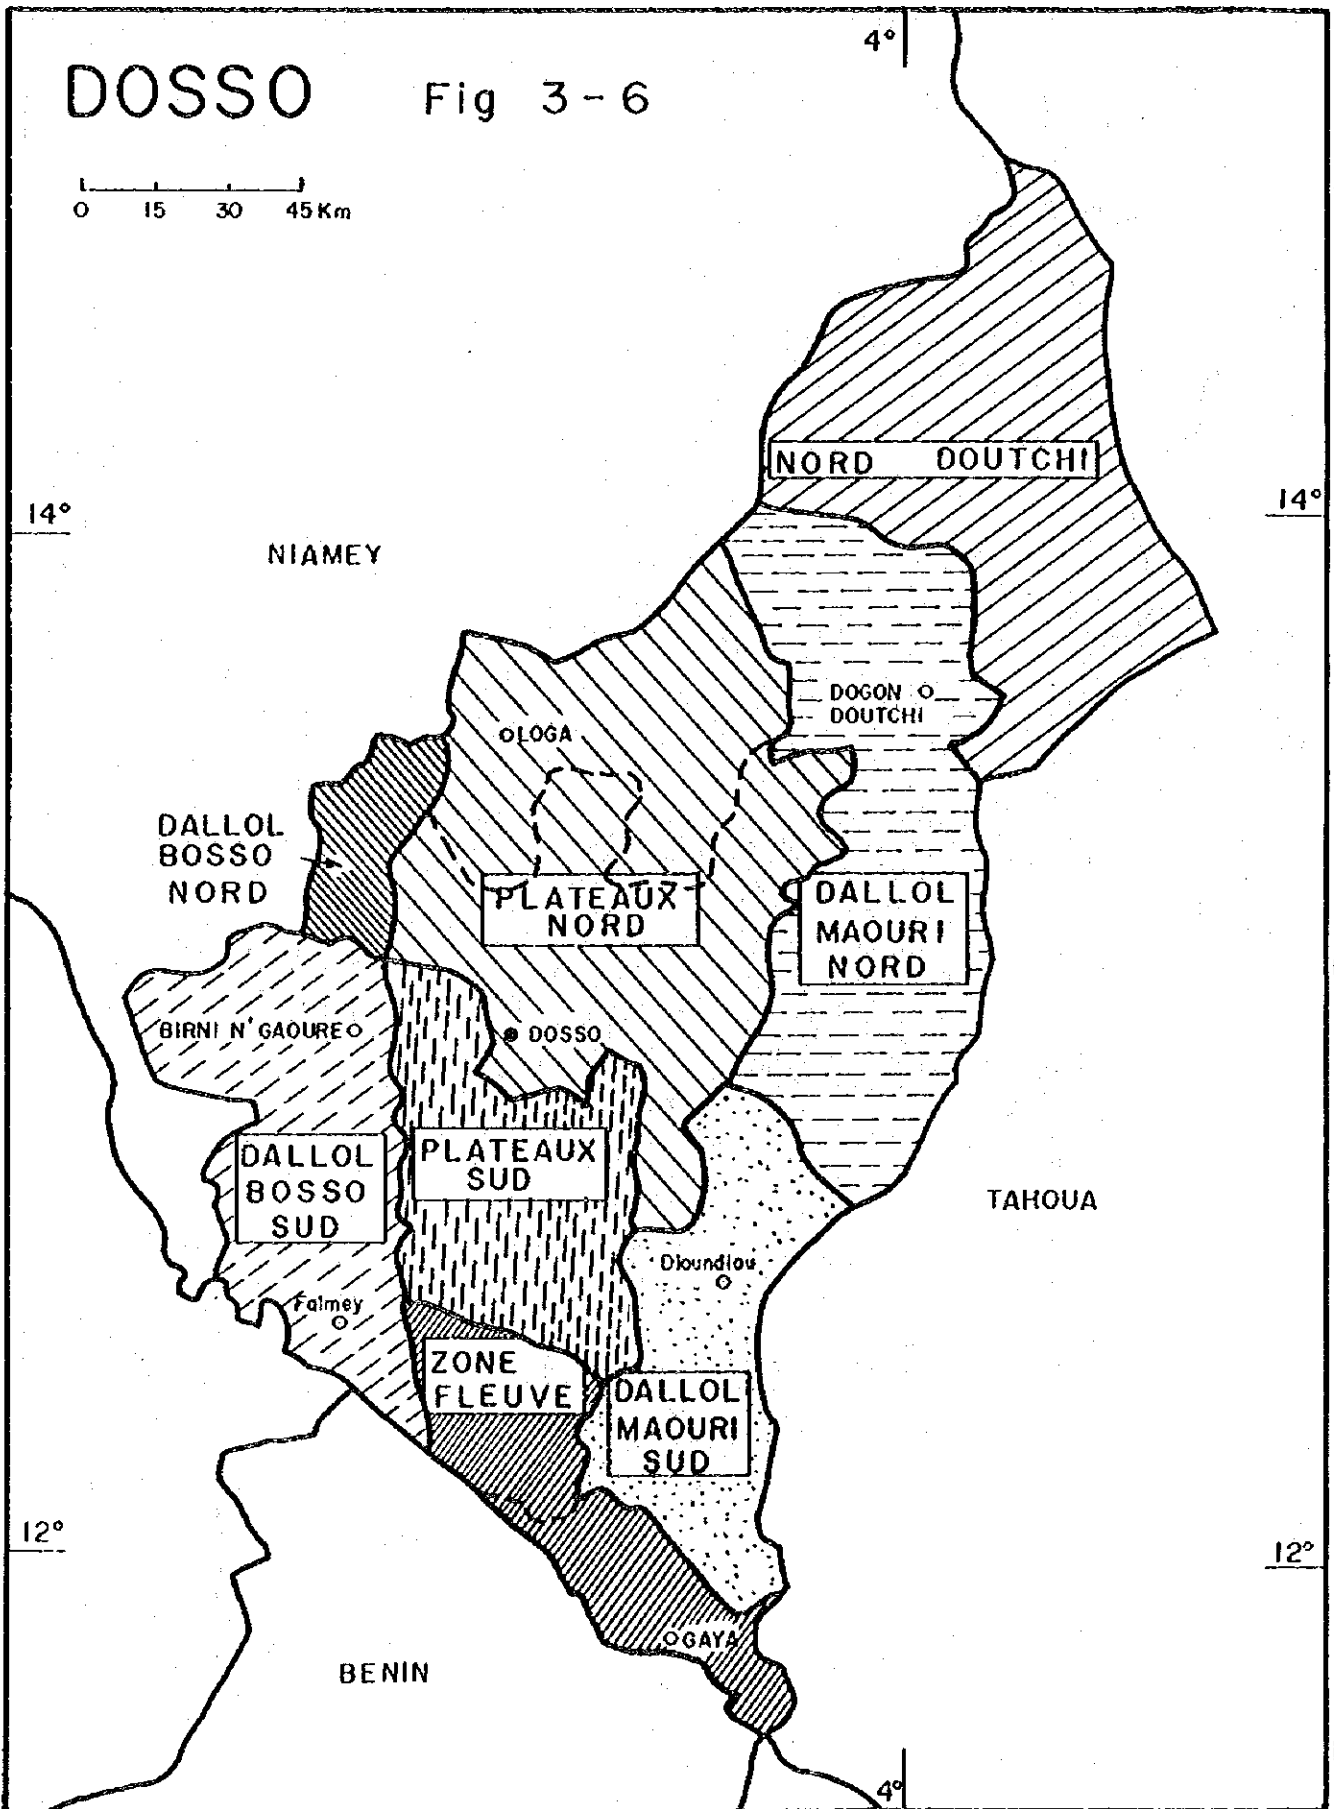 4°
DOSSO Fig 3-6
0 15 30 45 Km
NORD DOUTCHI
14° 14°
NIAMEY
DOGON
DOUTCHI
LOGA
DALLOL
BOSSO
NORD
PLATEAUX
NORD
DALLOL
MAOURI
NORD
BIRNI N'GAOURE
DOSSO
DALLOL
BOSSO
SUD
PLATEAUX
SUD
TAHOUA
Dioundiou
Falmey
ZONE
FLEUVE
DALLOL
MAOURI
SUD
12° 12°
GAYA
BENIN
4°